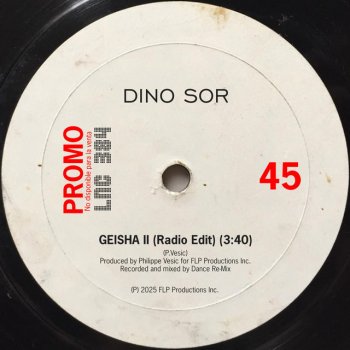 DINO SOR
PROMO
No disponible para la venta
LMC 384
45
GEISHA II (Radio Edit) (3:40)
(P.Vesic)
Produced by Philippe Vesic for FLP Productions Inc.
Recorded and mixed by Dance Re-Mix
(P) 2025 FLP Productions Inc.